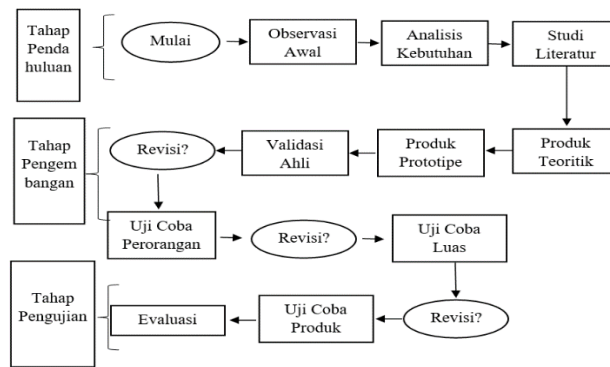 Tahap
Penda
huluan
Mulai
Observasi
Awal
Analisis
Kebutuhan
Studi
Literatur
Tahap
Pengem
bangan
Revisi?
Validasi
Ahli
Produk
Prototipe
Produk
Teoritik
Uji Coba
Perorangan
Revisi?
Uji Coba
Luas
Tahap
Pengujian
Evaluasi
Uji Coba
Produk
Revisi?